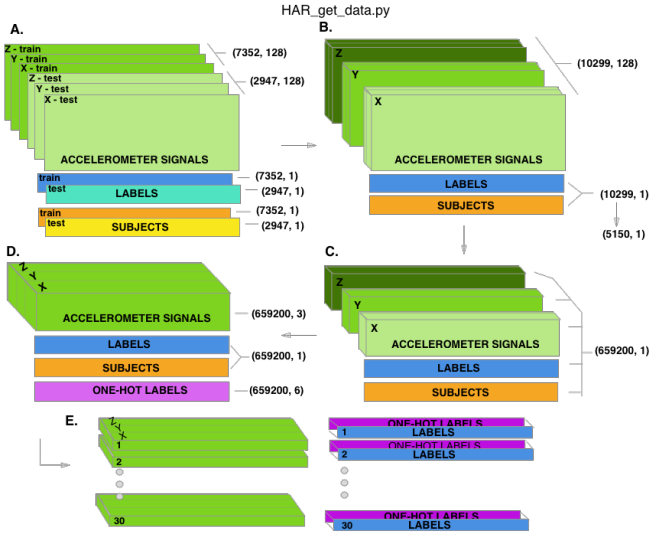 HAR_get_data.py
A.
Z - train
Y - train
X - train
Z - test
Y - test
X - test
(7352, 128)
(2947, 128)
ACCELEROMETER SIGNALS
train
(7352, 1)
test
LABELS
(2947, 1)
train
(7352, 1)
test
SUBJECTS
(2947, 1)
B.
Z
Y
X
(10299, 128)
ACCELEROMETER SIGNALS
LABELS
SUBJECTS
(10299, 1)
(5150, 1)
C.
Z
Y
X
ACCELEROMETER SIGNALS
LABELS
SUBJECTS
(659200, 1)
D.
Z
Y
X
ACCELEROMETER SIGNALS
(659200, 3)
LABELS
SUBJECTS
(659200, 1)
ONE-HOT LABELS
(659200, 6)
E.
Z
Y
X
1
2
30
ONE-HOT LABELS
1 LABELS
ONE-HOT LABELS
2 LABELS
ONE-HOT LABELS
30 LABELS